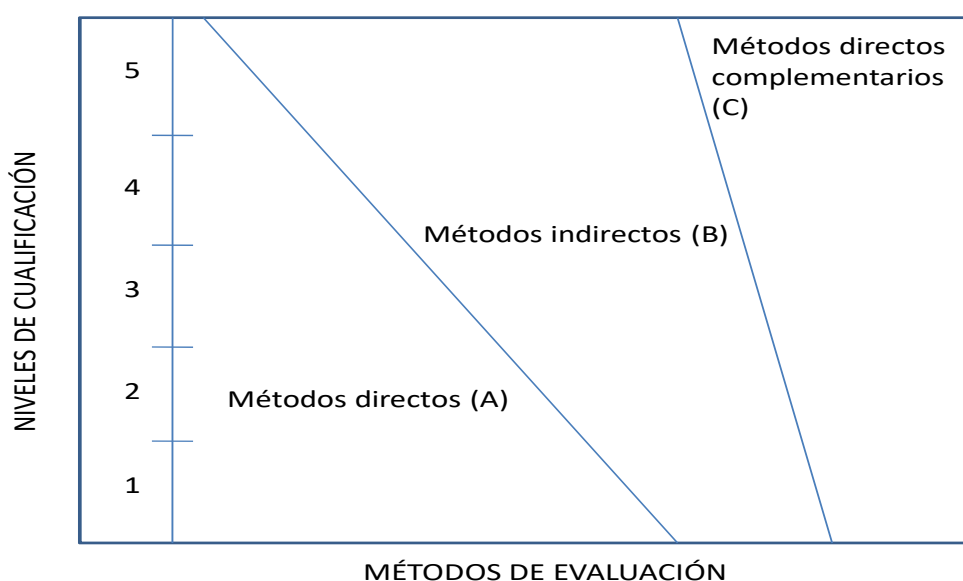 NIVELES DE CUALIFICACIÓN
5
4
3
2
1
Métodos directos
complementarios
(C)
Métodos indirectos (B)
Métodos directos (A)
MÉTODOS DE EVALUACIÓN